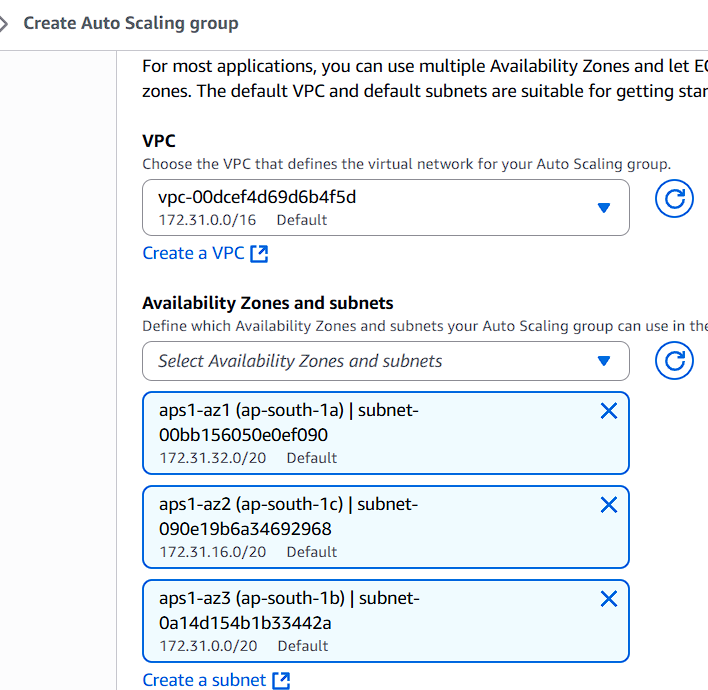 Create Auto Scaling group
For most applications, you can use multiple Availability Zones and let
zones. The default VPC and default subnets are suitable for getting
VPC
Choose the VPC that defines the virtual network for your Auto Scaling group.
vpc-00dcef4d69d6b4f5d
172.31.0.0/16 Default
Create a VPC
Availability Zones and subnets
Define which Availability Zones and subnets your Auto Scaling group can use in the
Select Availability Zones and subnets
aps1-az1 (ap-south-1a) | subnet-
00bb156050e0ef090
172.31.32.0/20 Default
aps1-az2 (ap-south-1c) | subnet-
090e19b6a34692968
172.31.16.0/20 Default
aps1-az3 (ap-south-1b) | subnet-
0a14d154b1b33442a
172.31.0.0/20 Default
Create a subnet